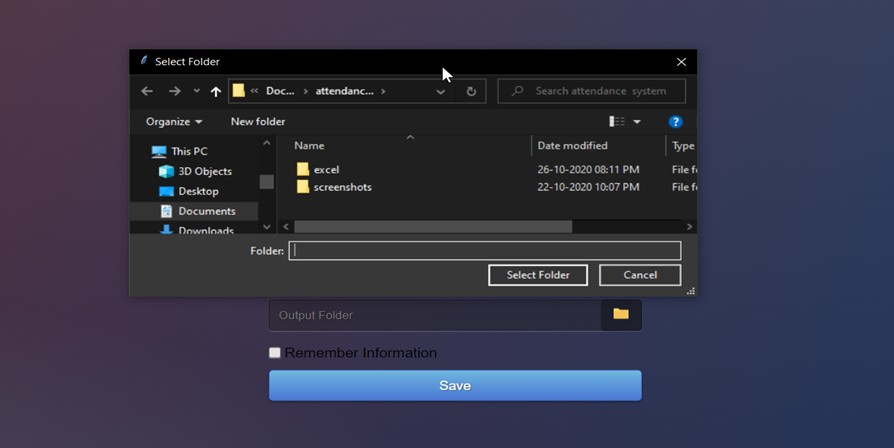 Select Folder
« Doc... › attendanc... ›
Search attendance system
Organize
New folder
?
Name
Date modified
Type
This PC
3D Objects
Desktop
Documents
Downloads
excel
26-10-2020 08:11 PM
File f
screenshots
22-10-2020 10:07 PM
File f
Folder:
Select Folder
Cancel
Output Folder
Remember Information
Save